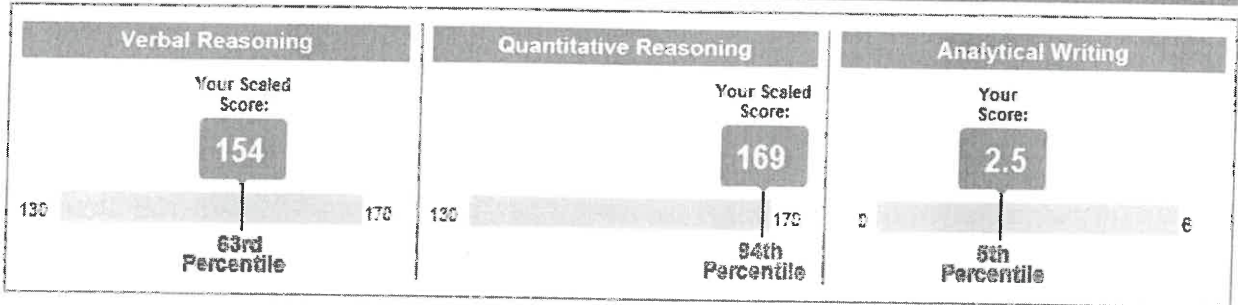 Verbal Reasoning
Your Scaled
Score:
154
130 170
63rd
Percentile
Quantitative Reasoning
Your Scaled
Score:
169
130 170
94th
Percentile
Analytical Writing
Your
Score:
2.5
0 6
Percentile